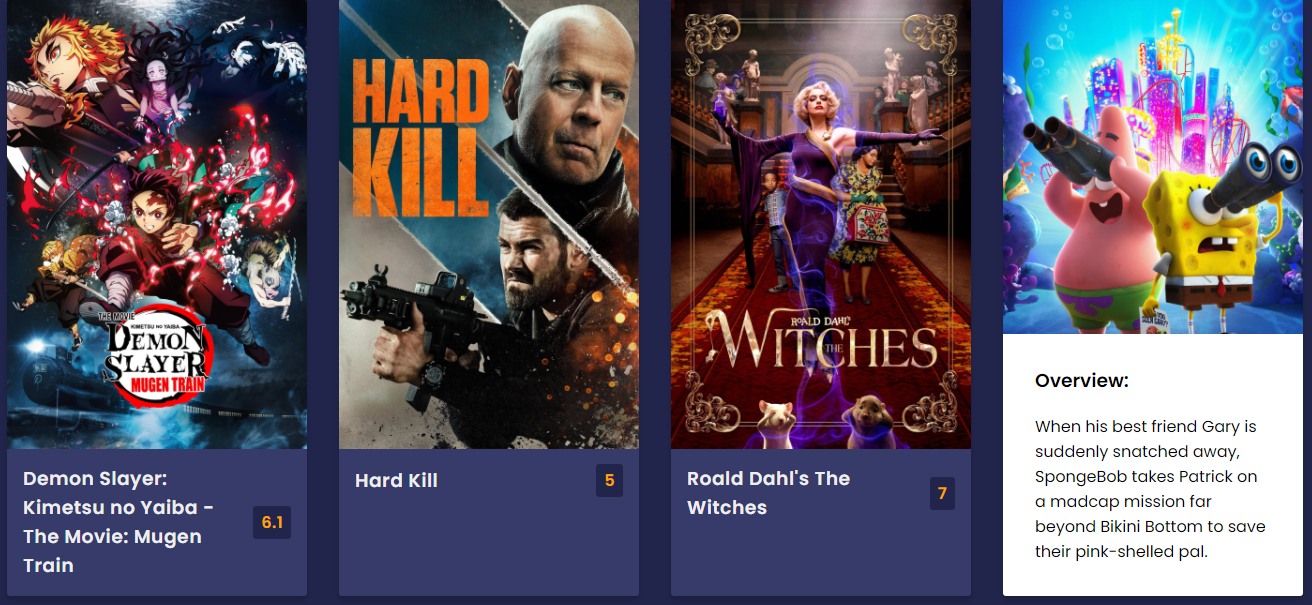 HARD
KILL
ROALD DAHL'S
THE
WITCHES
THE MOVIE
KIMETSU NO YAIBA
DEMON
SLAYER
MUGEN TRAIN
Demon Slayer:
Kimetsu no Yaiba -
The Movie: Mugen
Train
6.1
Hard Kill
5
Roald Dahl's The
Witches
7
Overview:
When his best friend Gary is
suddenly snatched away,
SpongeBob takes Patrick on
a madcap mission far
beyond Bikini Bottom to save
their pink-shelled pal.